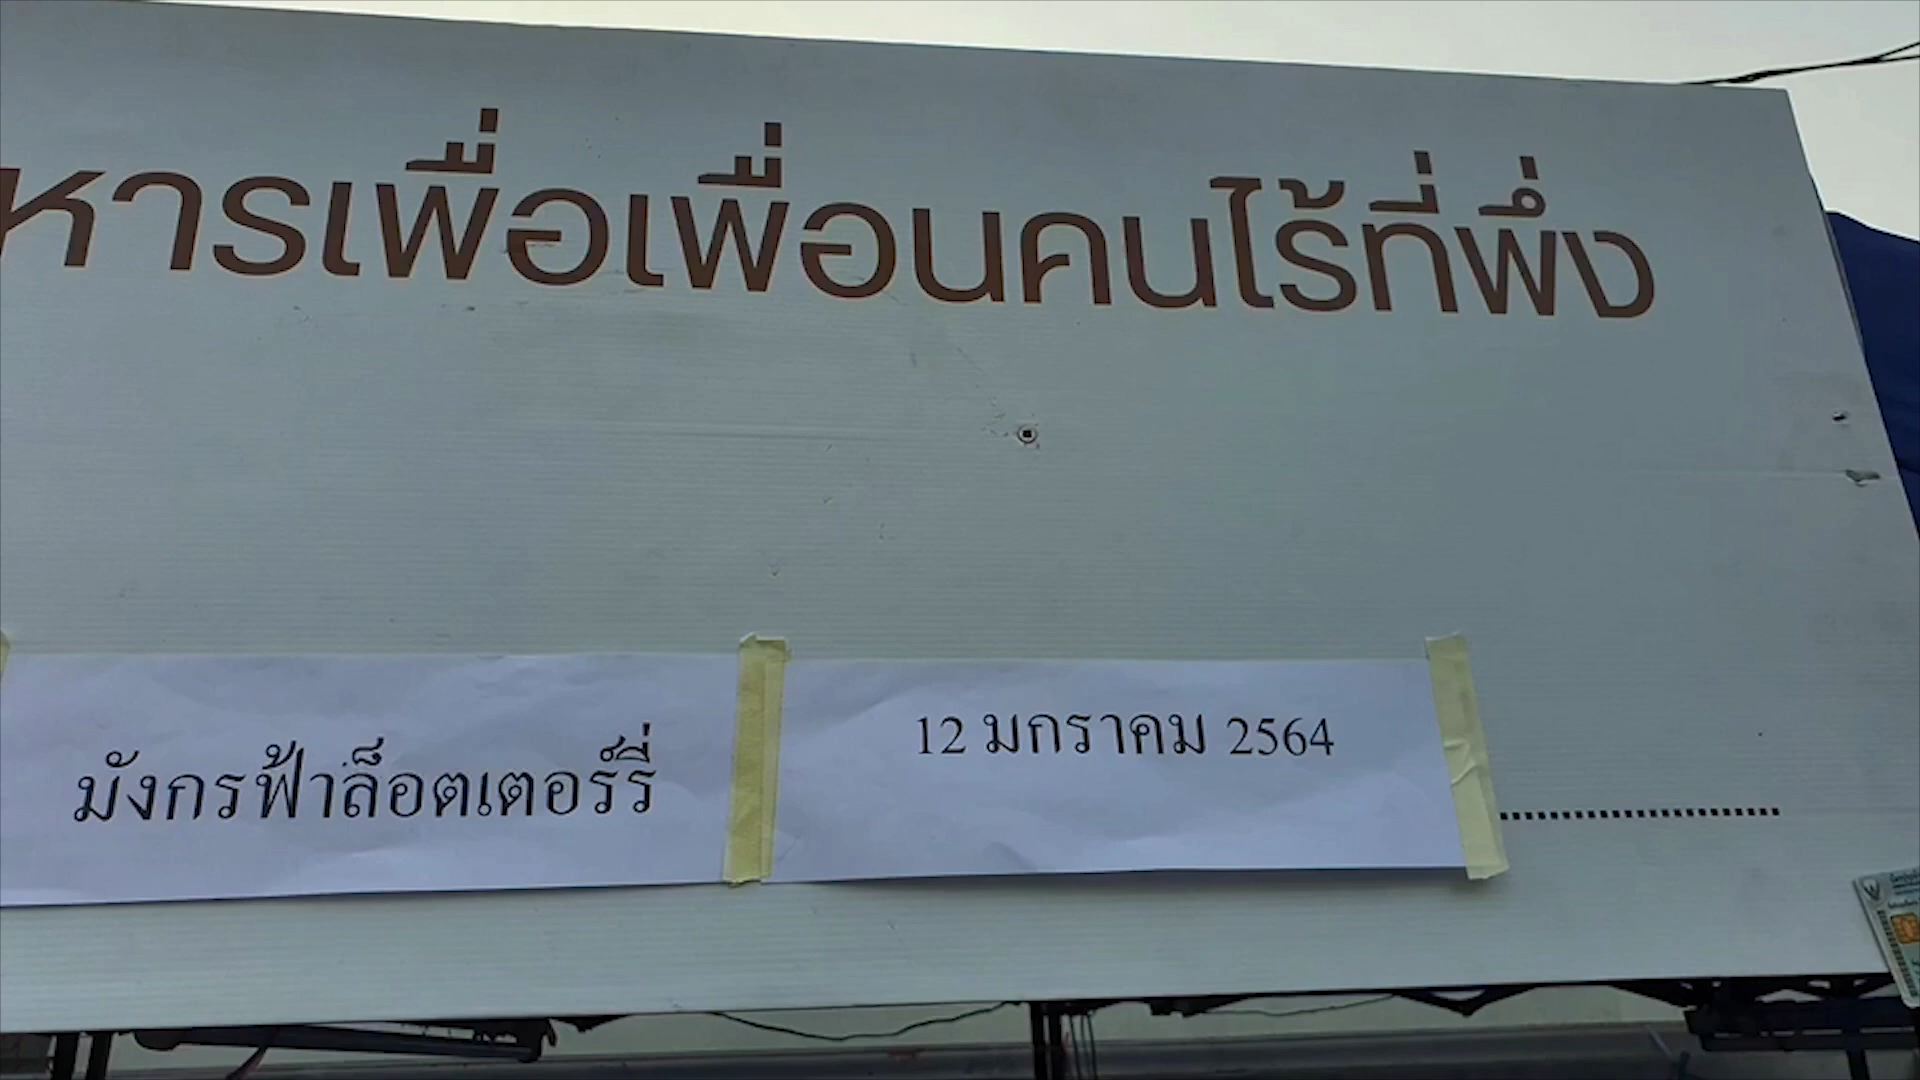 หารเพื่อเพื่อนคนไร้ที่พึ่ง
มังกรฟ้าล็อตเตอร์รี่
12 มกราคม 2564